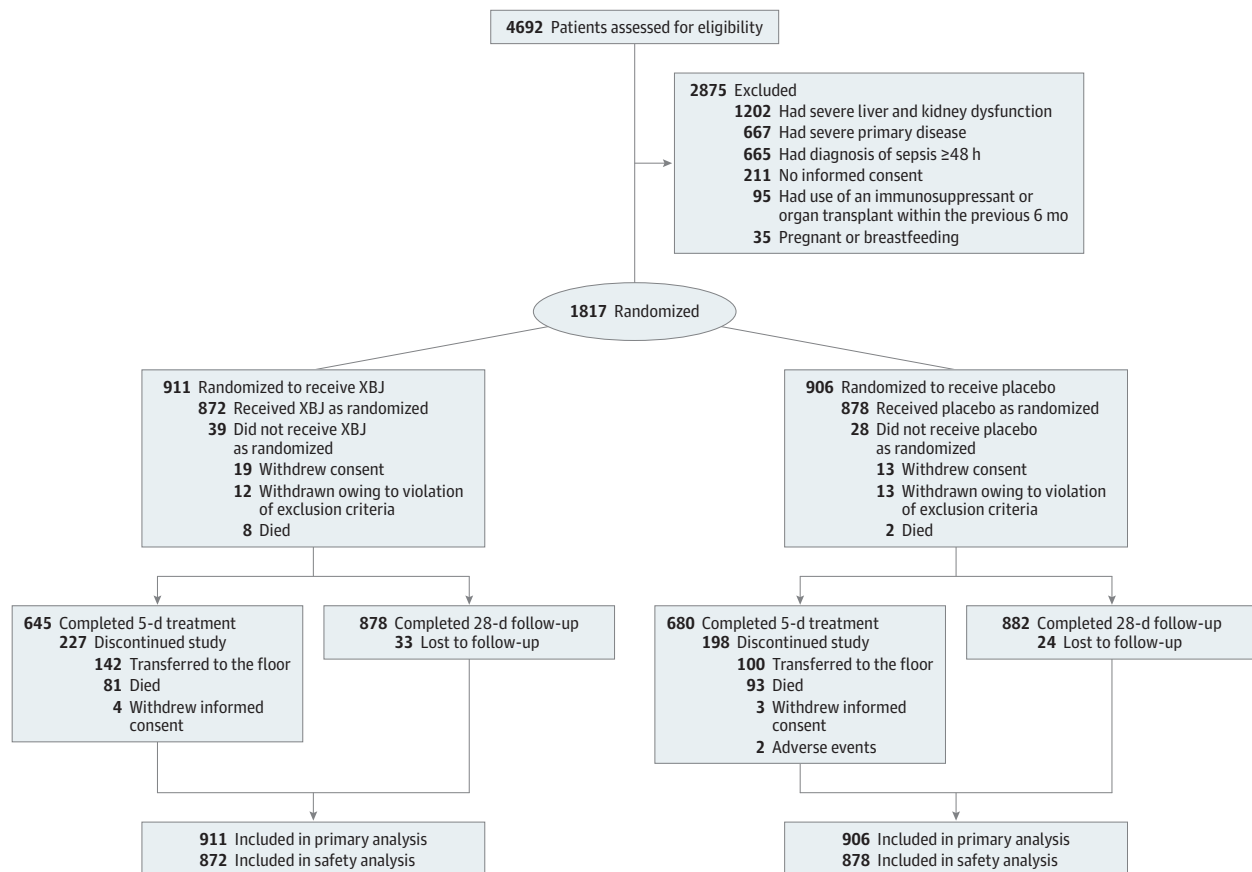 4692 Patients assessed for eligibility
2875 Excluded
1202 Had severe liver and kidney dysfunction
667 Had severe primary disease
665 Had diagnosis of sepsis ≥48 h
211 No informed consent
95 Had use of an immunosuppressant or
organ transplant within the previous 6 mo
35 Pregnant or breastfeeding
1817 Randomized
911 Randomized to receive XBJ
872 Received XBJ as randomized
39 Did not receive XBJ
as randomized
19 Withdrew consent
12 Withdrawn owing to violation
of exclusion criteria
8 Died
906 Randomized to receive placebo
878 Received placebo as randomized
28 Did not receive placebo
as randomized
13 Withdrew consent
13 Withdrawn owing to violation
of exclusion criteria
2 Died
645 Completed 5-d treatment
227 Discontinued study
142 Transferred to the floor
81 Died
4 Withdrew informed
consent
878 Completed 28-d follow-up
33 Lost to follow-up
680 Completed 5-d treatment
198 Discontinued study
100 Transferred to the floor
93 Died
3 Withdrew informed
consent
2 Adverse events
882 Completed 28-d follow-up
24 Lost to follow-up
911 Included in primary analysis
872 Included in safety analysis
906 Included in primary analysis
878 Included in safety analysis